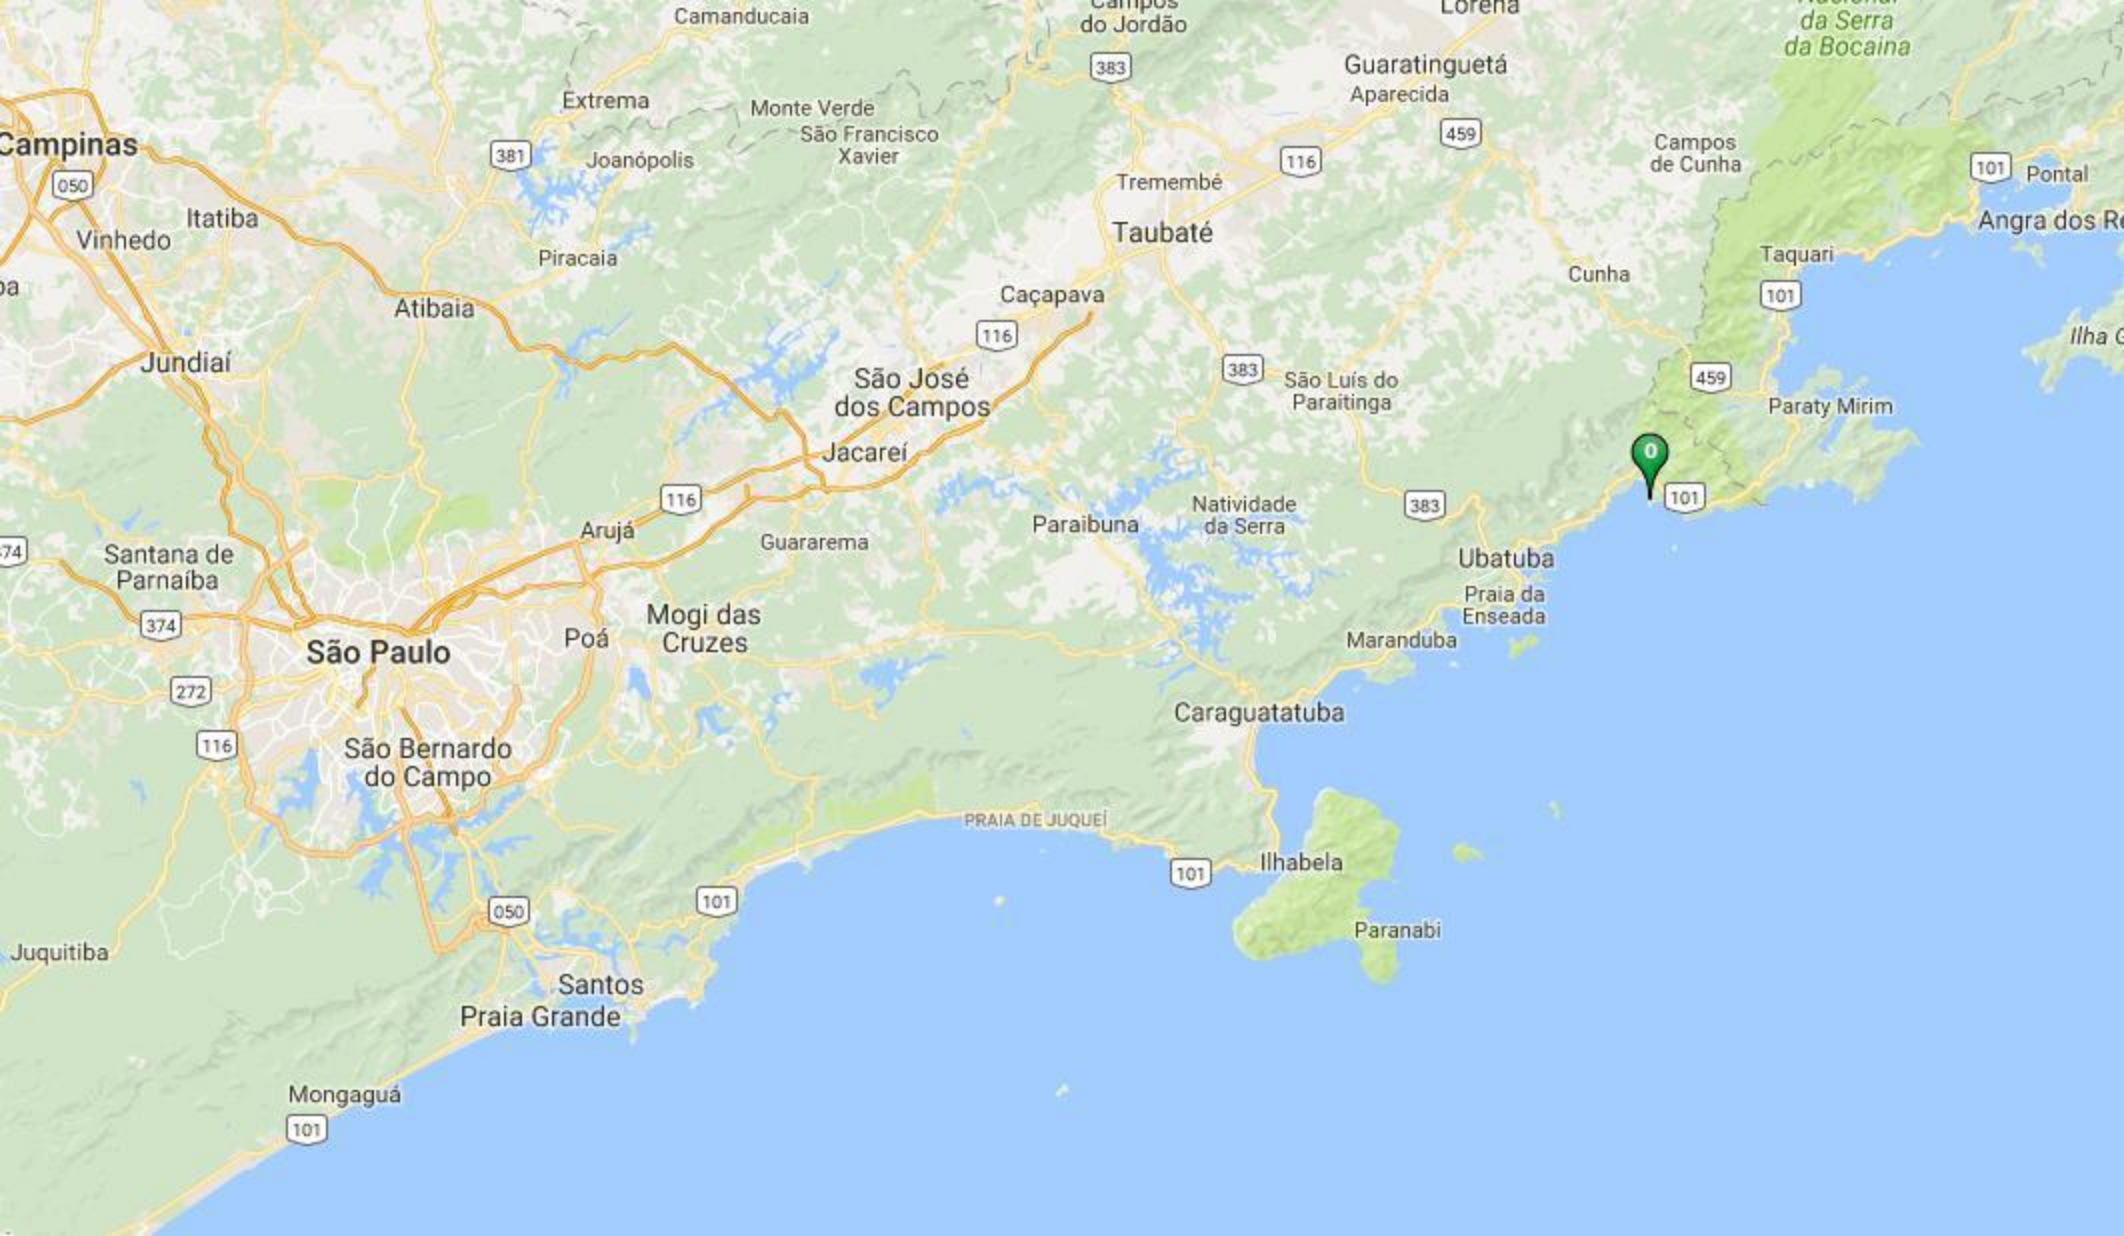 Camanducaia
Campos
do Jordão
Lorena
da Serra
da Bocaina
383
Guaratinguetá
Aparecida
Extrema
Monte Verde
São Francisco
Xavier
459
Campinas
381
Joanópolis
116
Campos
de Cunha
101
Pontal
050
Tremembé
Itatiba
Vinhedo
Taubaté
Angra dos Re
Piracaia
Taquari
Cunha
Caçapava
101
Atibaia
116
Ilha G
Jundiaí
São José
dos Campos
383
São Luís do
Paraitinga
459
Paraty Mirim
Jacareí
0
116
101
Natividade
da Serra
383
Arujá
Paraibuna
Guararema
374
Santana de
Parnaíba
Ubatuba
Praia da
Enseada
374
Mogi das
Cruzes
Poá
Maranduba
São Paulo
272
Caraguatatuba
116
São Bernardo
do Campo
PRAIA DE JUQUEÍ
Ilhabela
101
101
050
Paranabi
Juquitiba
Santos
Praia Grande
Mongaguá
101